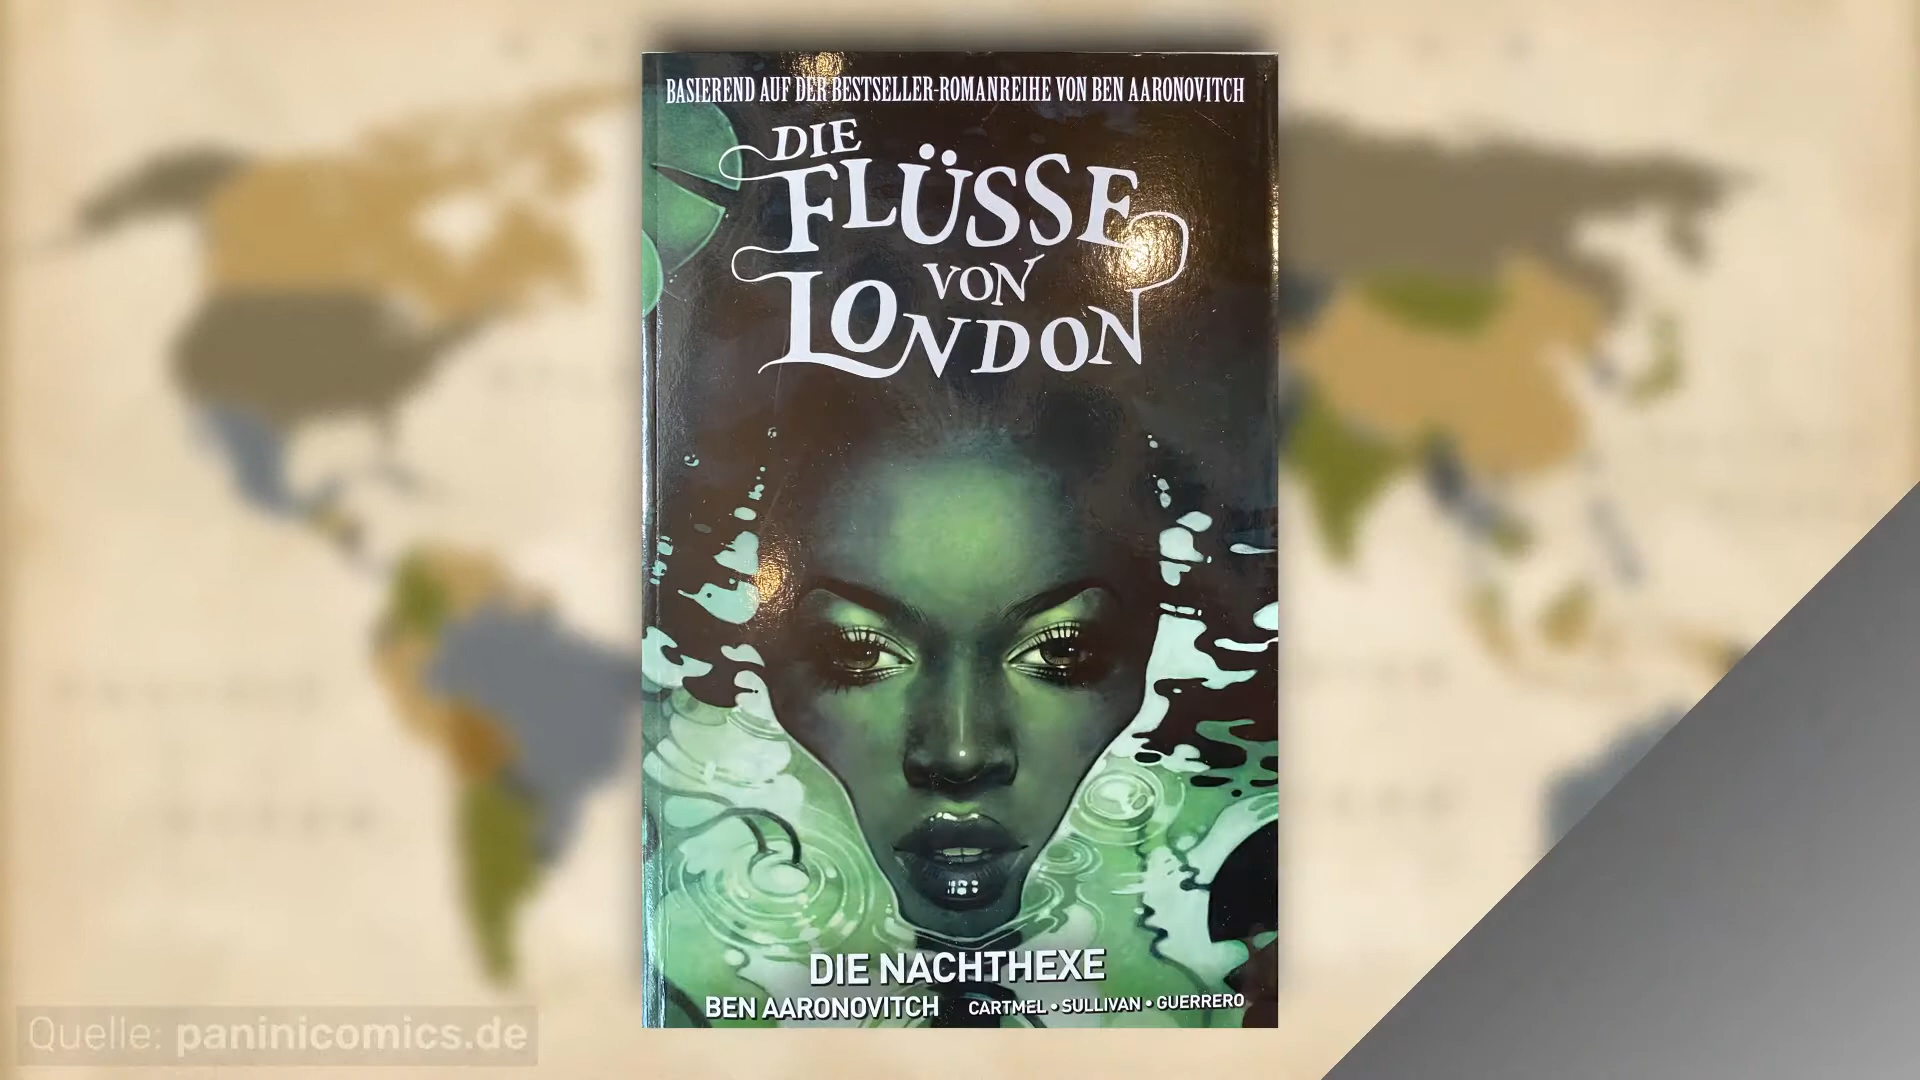 BASIEREND AUF DER BESTSELLER-ROMANREIHE VON BEN AARONOVITCH
DIE
FLÜSSE
VON
LONDON
DIE NACHTHEXE
BEN AARONOVITCH CARTMEL • SULLIVAN • GUERRERO
Quelle: paninicomics.de